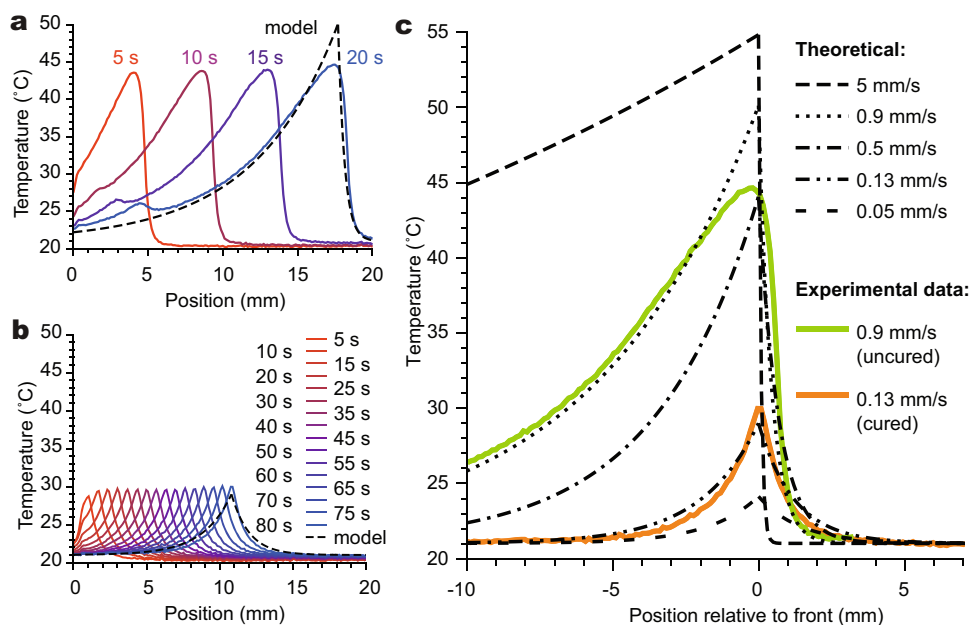 a
50
45
40
35
30
25
20
Temperature (˚C)
5 s
10 s
15 s
20 s
model
0
5
10
15
20
Position (mm)
b
50
45
40
35
30
25
20
Temperature (˚C)
5 s
10 s
15 s
20 s
25 s
30 s
35 s
40 s
45 s
50 s
55 s
60 s
65 s
70 s
75 s
80 s
model
0
5
10
15
20
Position (mm)
c
55
50
45
40
35
30
25
20
Temperature (˚C)
-10
-5
0
5
Position relative to front (mm)
Theoretical:
5 mm/s
0.9 mm/s
0.5 mm/s
0.13 mm/s
0.05 mm/s
Experimental data:
0.9 mm/s
(uncured)
0.13 mm/s
(cured)